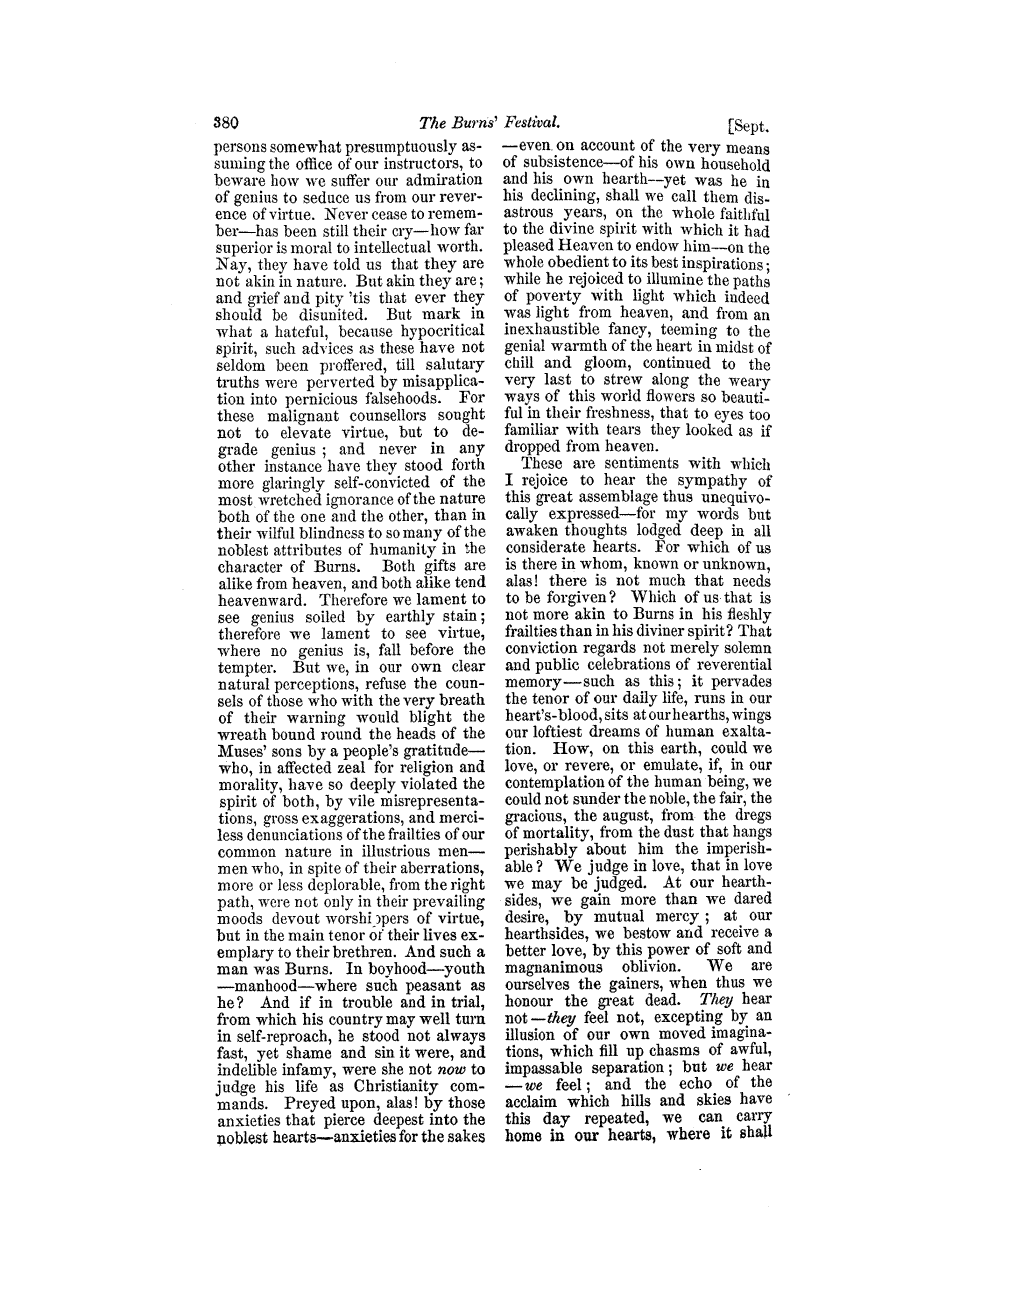 380 The Burns' Festival. [Sept.
persons somewhat presumptuously as-
suming the office of our instructors, to
beware how we suffer our admiration
of genius to seduce us from our rever-
ence of virtue. Never cease to remem-
ber—has been still their cry—how far
superior is moral to intellectual worth.
Nay, they have told us that they are
not akin in nature. But akin they are;
and grief and pity 'tis that ever they
should be disunited. But mark in
what a hateful, because hypocritical
spirit, such advices as these have not
seldom been proffered, till salutary
truths were perverted by misapplica-
tion into pernicious falsehoods. For
these malignant counsellors sought
not to elevate virtue, but to de-
grade genius; and never in any
other instance have they stood forth
more glaringly self-convicted of the
most wretched ignorance of the nature
both of the one and the other, than in
their wilful blindness to so many of the
noblest attributes of humanity in the
character of Burns. Both gifts are
alike from heaven, and both alike tend
heavenward. Therefore we lament to
see genius soiled by earthly stain;
therefore we lament to see virtue,
where no genius is, fall before the
tempter. But we, in our own clear
natural perceptions, refuse the coun-
sels of those who with the very breath
of their warning would blight the
wreath bound round the heads of the
Muses' sons by a people's gratitude—
who, in affected zeal for religion and
morality, have so deeply violated the
spirit of both, by vile misrepresenta-
tions, gross exaggerations, and merci-
less denunciations of the frailties of our
common nature in illustrious men—
men who, in spite of their aberrations,
more or less deplorable, from the right
path, were not only in their prevailing
moods devout worshippers of virtue,
but in the main tenor of their lives ex-
emplary to their brethren. And such a
man was Burns. In boyhood—youth
—manhood—where such peasant as
he? And if in trouble and in trial,
from which his country may well turn
in self-reproach, he stood not always
fast, yet shame and sin it were, and
indelible infamy, were she not now to
judge his life as Christianity com-
mands. Preyed upon, alas! by those
anxieties that pierce deepest into the
noblest hearts—anxieties for the sakes
—even on account of the very means
of subsistence—of his own household
and his own hearth—yet was he in
his declining, shall we call them dis-
astrous years, on the whole faithful
to the divine spirit with which it had
pleased Heaven to endow him—on the
whole obedient to its best inspirations;
while he rejoiced to illumine the paths
of poverty with light which indeed
was light from heaven, and from an
inexhaustible fancy, teeming to the
genial warmth of the heart in midst of
chill and gloom, continued to the
very last to strew along the weary
ways of this world flowers so beauti-
ful in their freshness, that to eyes too
familiar with tears they looked as if
dropped from heaven.
These are sentiments with which
I rejoice to hear the sympathy of
this great assemblage thus unequivo-
cally expressed—for my words but
awaken thoughts lodged deep in all
considerate hearts. For which of us
is there in whom, known or unknown,
alas! there is not much that needs
to be forgiven? Which of us that is
not more akin to Burns in his fleshly
frailties than in his diviner spirit? That
conviction regards not merely solemn
and public celebrations of reverential
memory—such as this; it pervades
the tenor of our daily life, runs in our
heart's-blood, sits at our hearths, wings
our loftiest dreams of human exalta-
tion. How, on this earth, could we
love, or revere, or emulate, if, in our
contemplation of the human being, we
could not sunder the noble, the fair, the
gracious, the august, from the dregs
of mortality, from the dust that hangs
perishably about him the imperish-
able? We judge in love, that in love
we may be judged. At our hearth-
sides, we gain more than we dared
desire, by mutual mercy; at our
hearthsides, we bestow and receive a
better love, by this power of soft and
magnanimous oblivion. We are
ourselves the gainers, when thus we
honour the great dead. They hear
not—they feel not, excepting by an
illusion of our own moved imagina-
tions, which fill up chasms of awful,
impassable separation; but we hear
—we feel; and the echo of the
acclaim which hills and skies have
this day repeated, we can carry
home in our hearts, where it shall